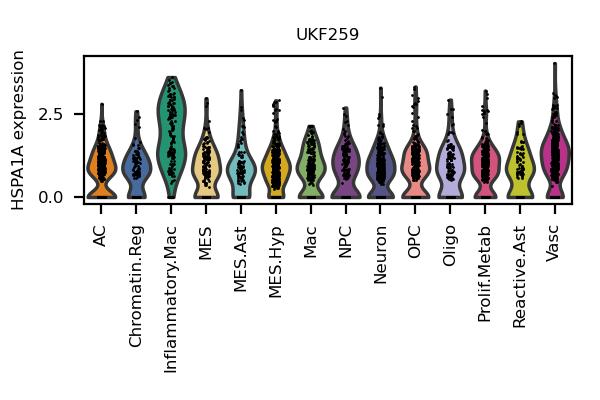 UKF259
HSPA1A expression
2.5
0.0
AC
Chromatin.Reg
Inflammatory.Mac
MES
MES.Ast
MES.Hyp
Mac
NPC
Neuron
OPC
Oligo
Prolif.Metab
Reactive.Ast
Vasc